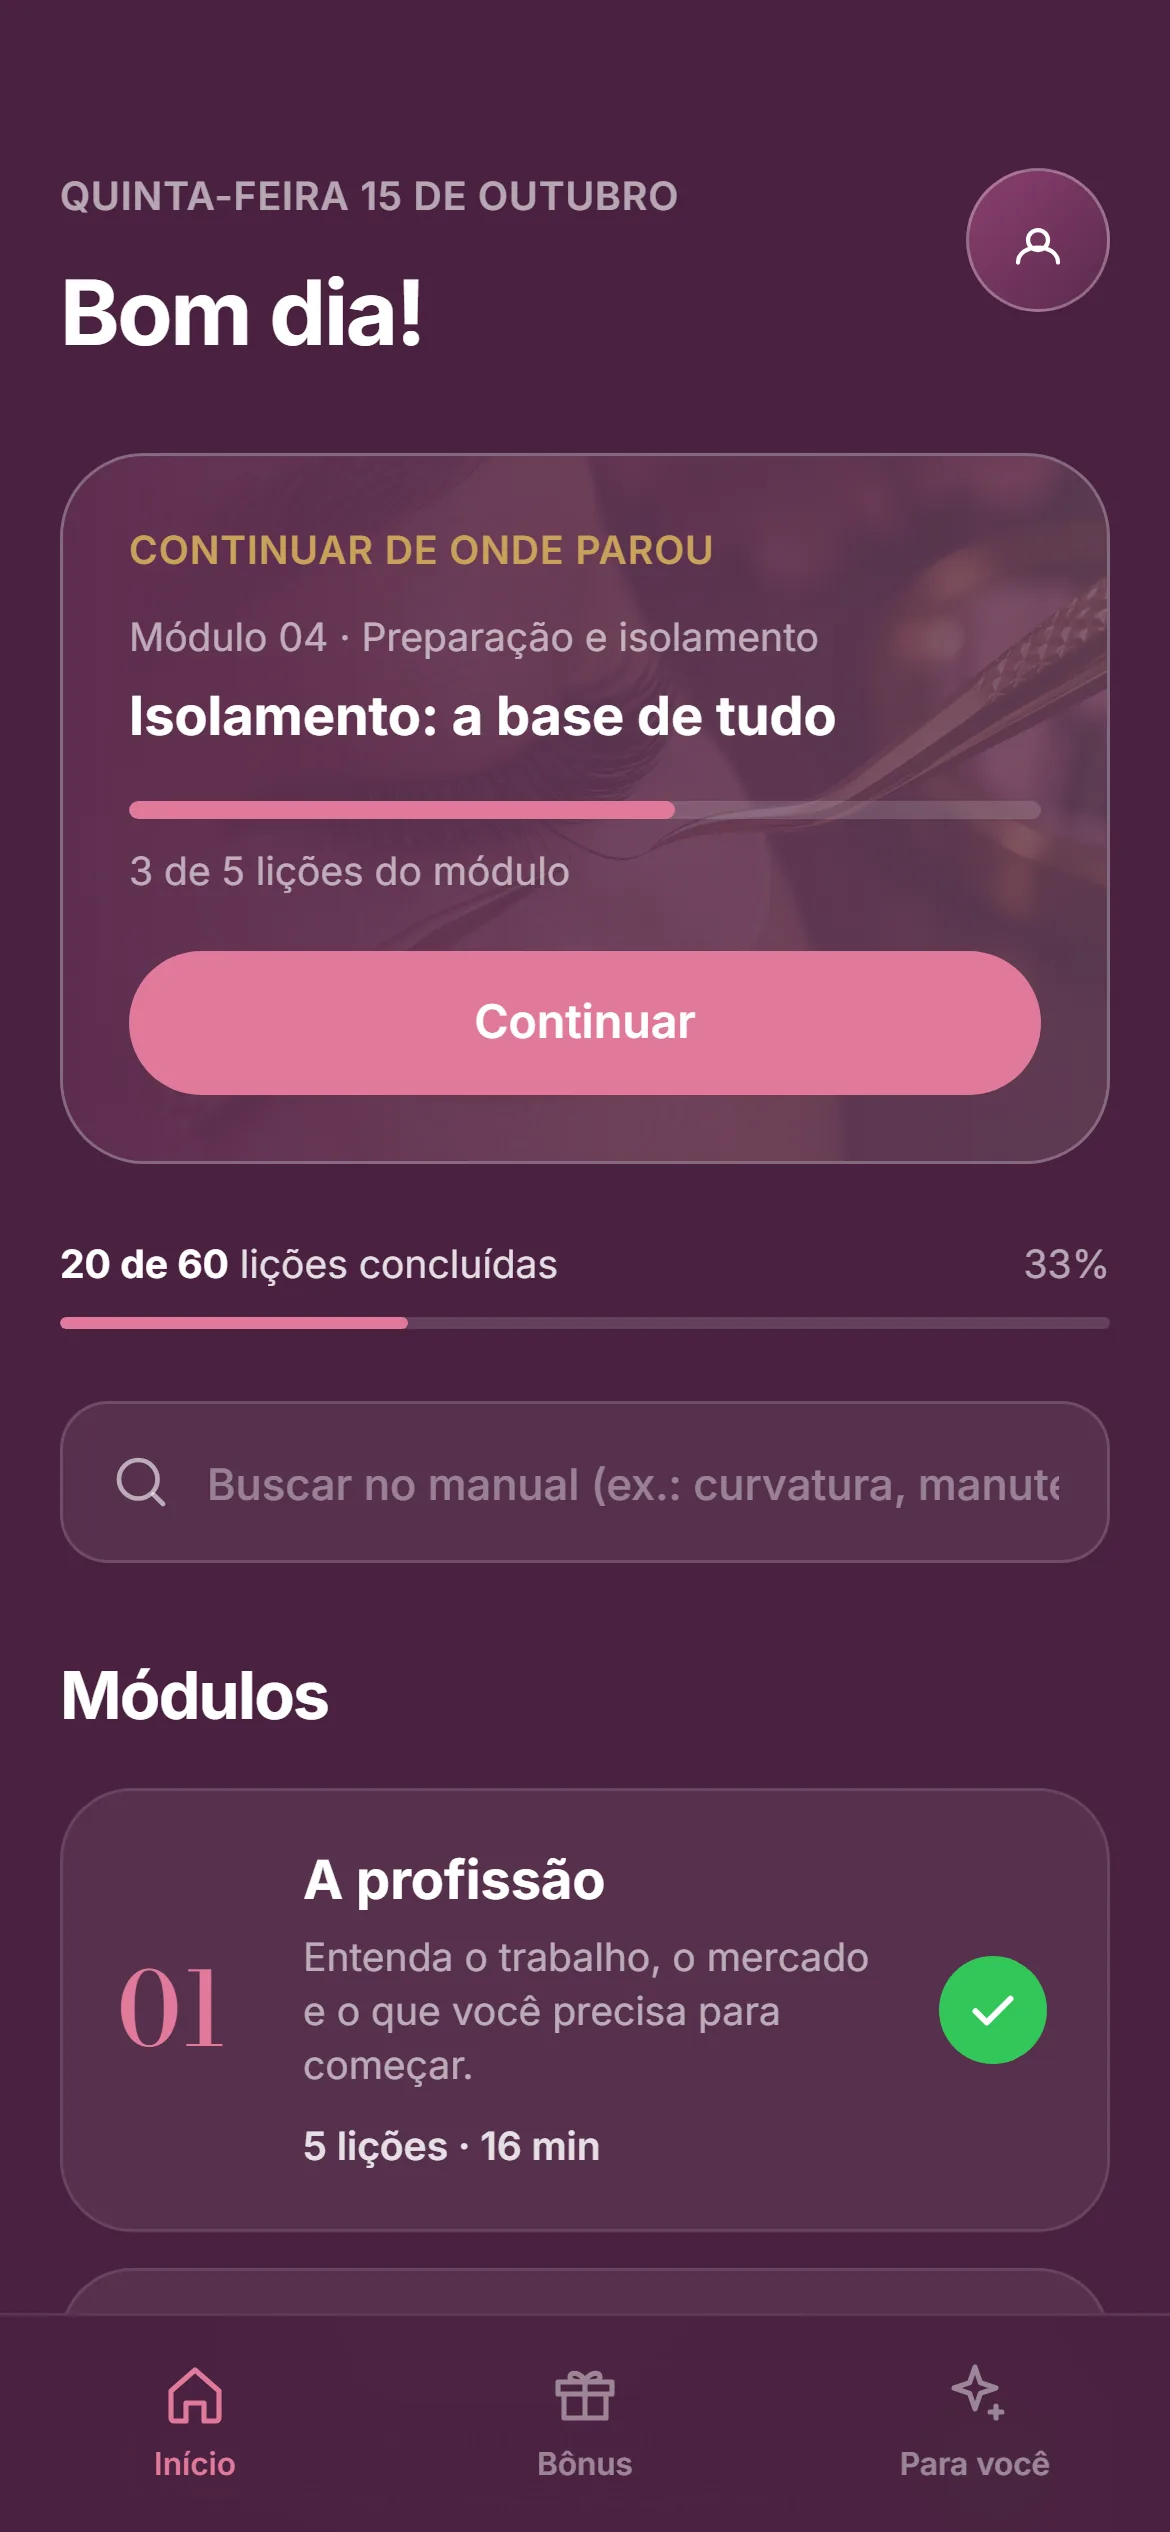 QUINTA-FEIRA 15 DE OUTUBRO
Bom dia!
CONTINUAR DE ONDE PAROU
Módulo 04 · Preparação e isolamento
Isolamento: a base de tudo
3 de 5 lições do módulo
Continuar
20 de 60 lições concluídas
33%
Buscar no manual (ex.: curvatura, manute
Módulos
01
A profissão
Entenda o trabalho, o mercado
e o que você precisa para
começar.
5 lições · 16 min
Início
Bônus
Para você